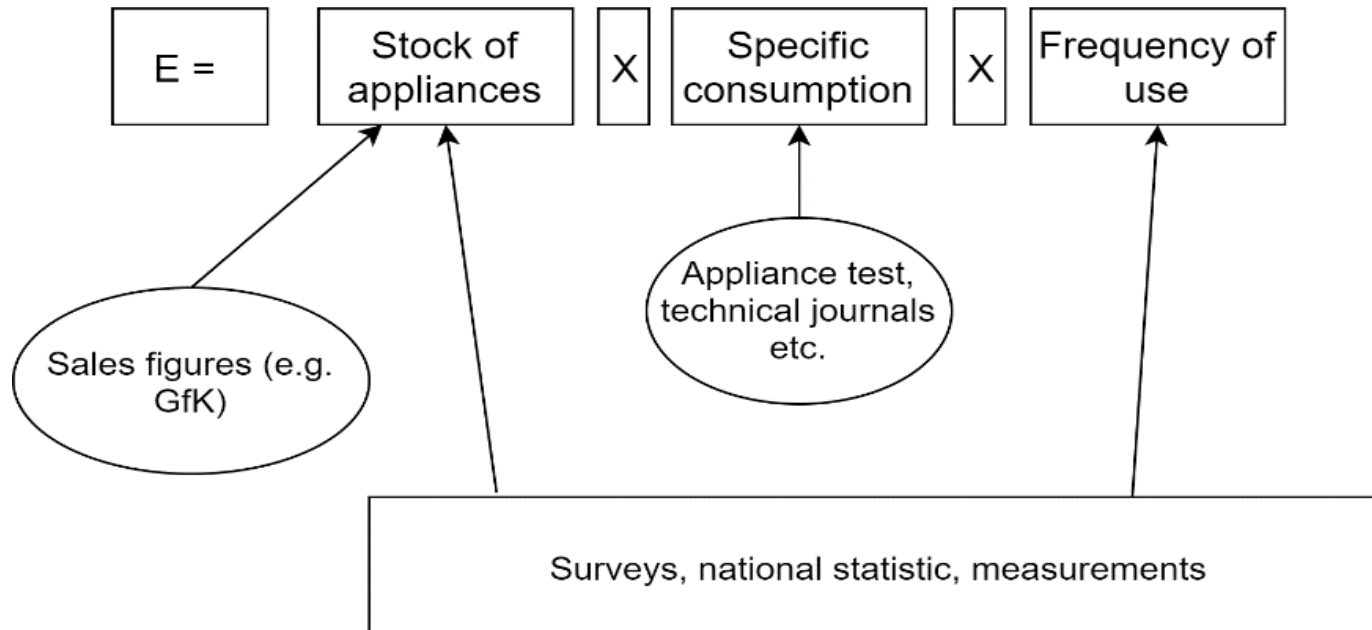 E =
Stock of
appliances
X
Specific
consumption
X
Frequency of
use
Appliance test,
technical journals
etc.
Sales figures (e.g.
GfK)
Surveys, national statistic, measurements